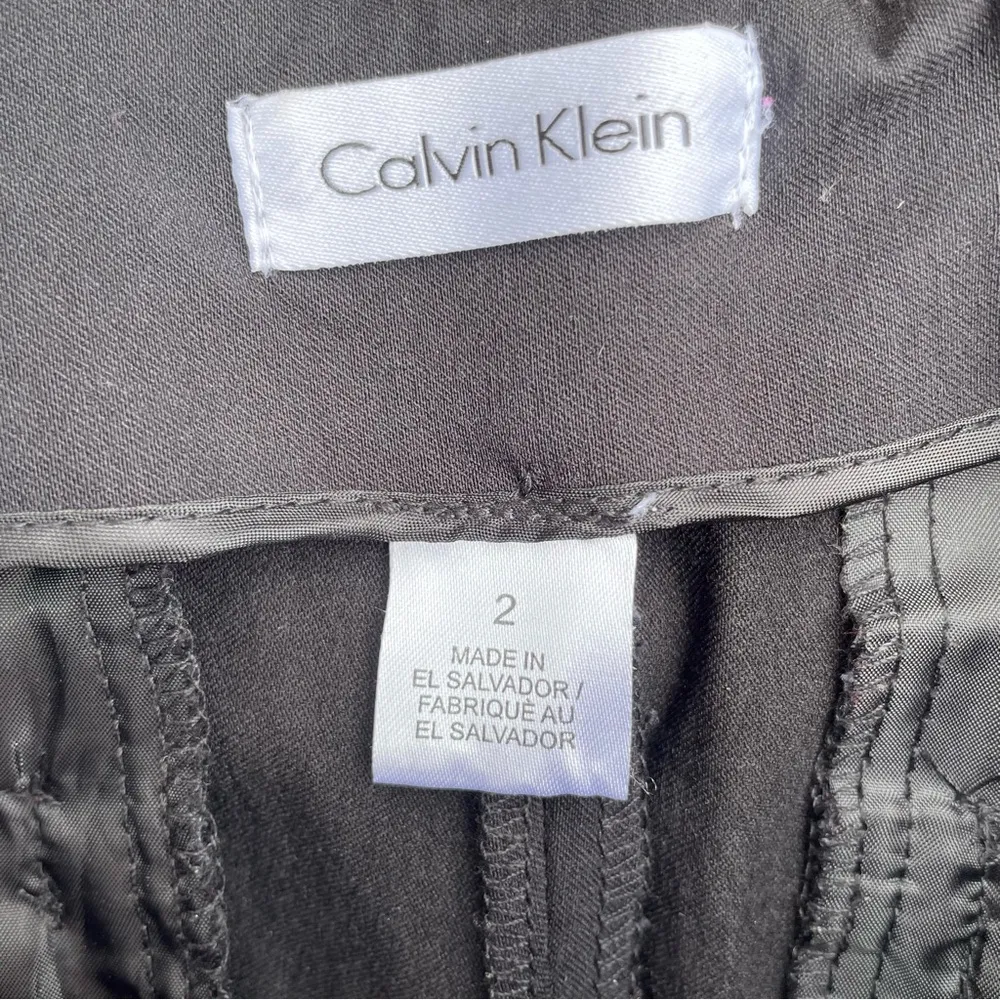 Calvin Klein
2
MADE IN
EL SALVADOR /
FABRIQUÈ AU
EL SALVADOR